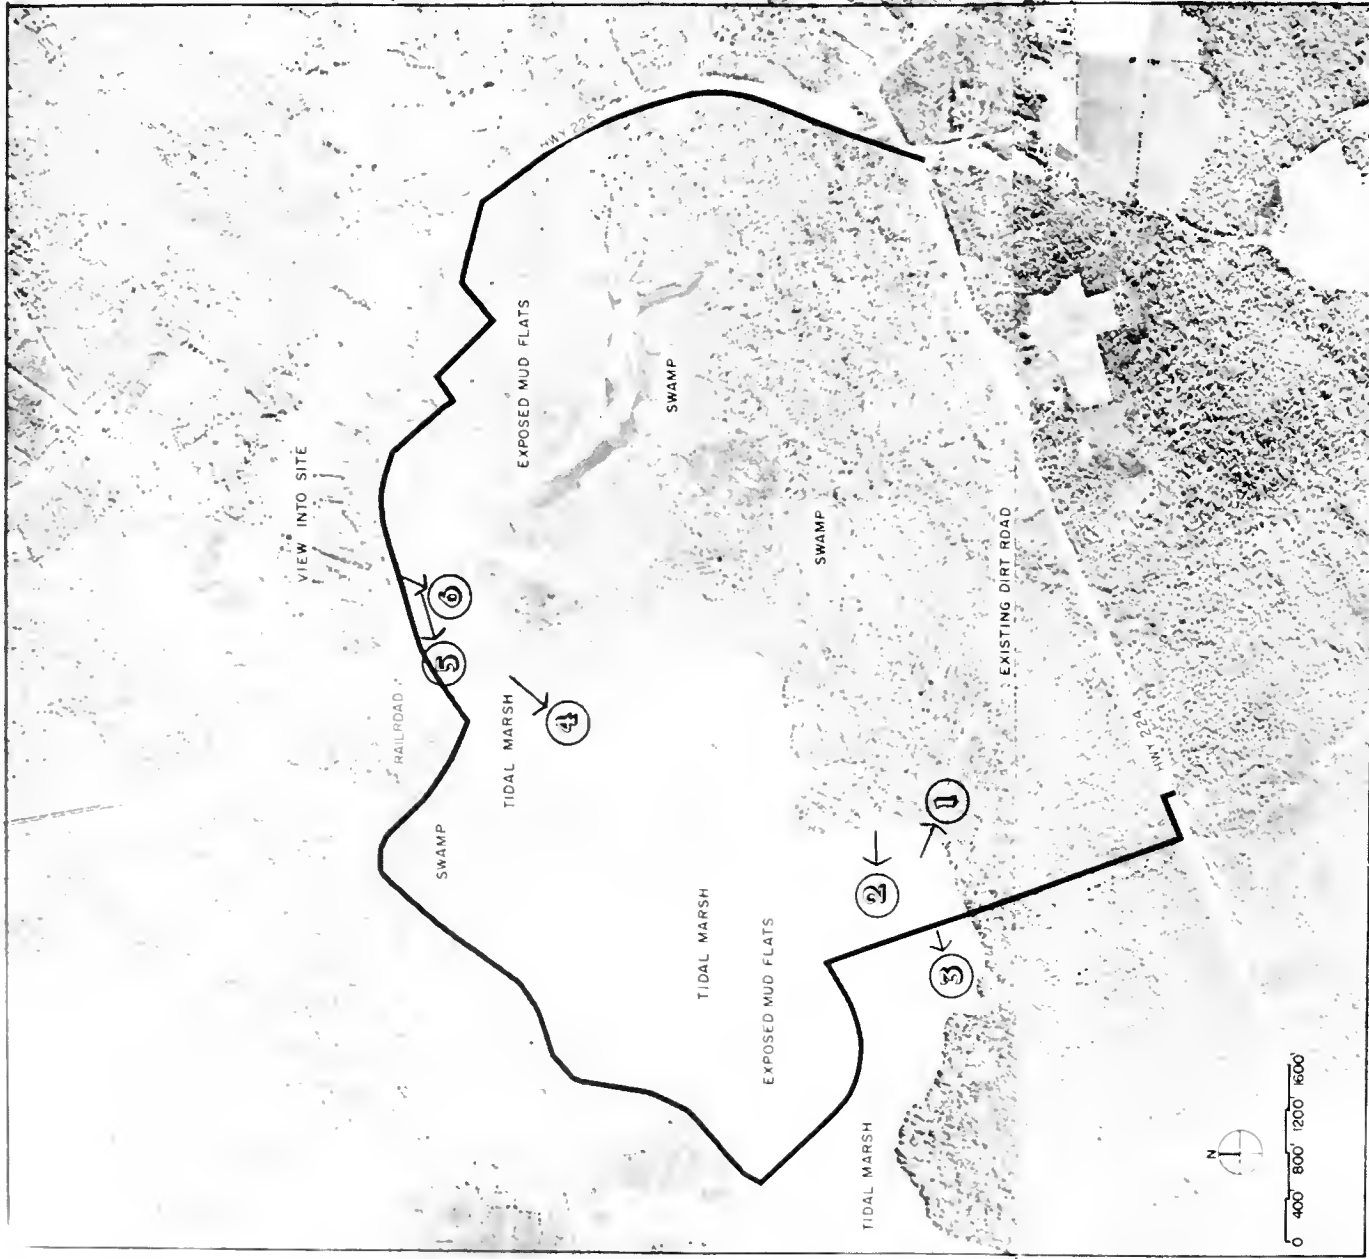 HWY 225
VIEW INTO SITE
EXPOSED MUD FLATS
SWAMP
6
5
RAILROAD
SWAMP
TIDAL MARSH
4
EXISTING DIRT ROAD
SWAMP
HWY 224
1
2
TIDAL MARSH
EXPOSED MUD FLATS
3
TIDAL MARSH
N
0 400' 800' 1200' 1600'